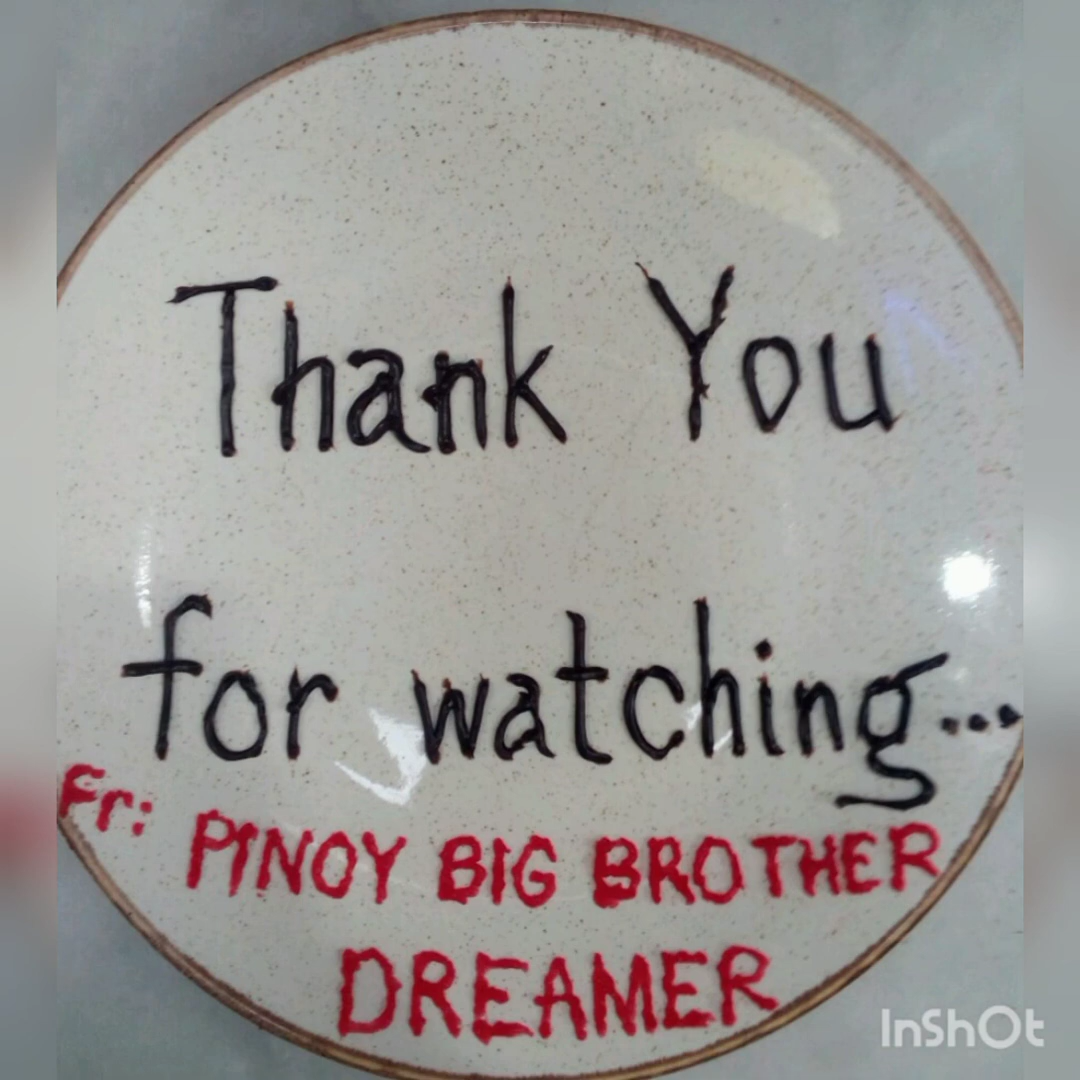 Thank You
for watching...
Fr: PINOY BIG BROTHER
DREAMER
InShOt